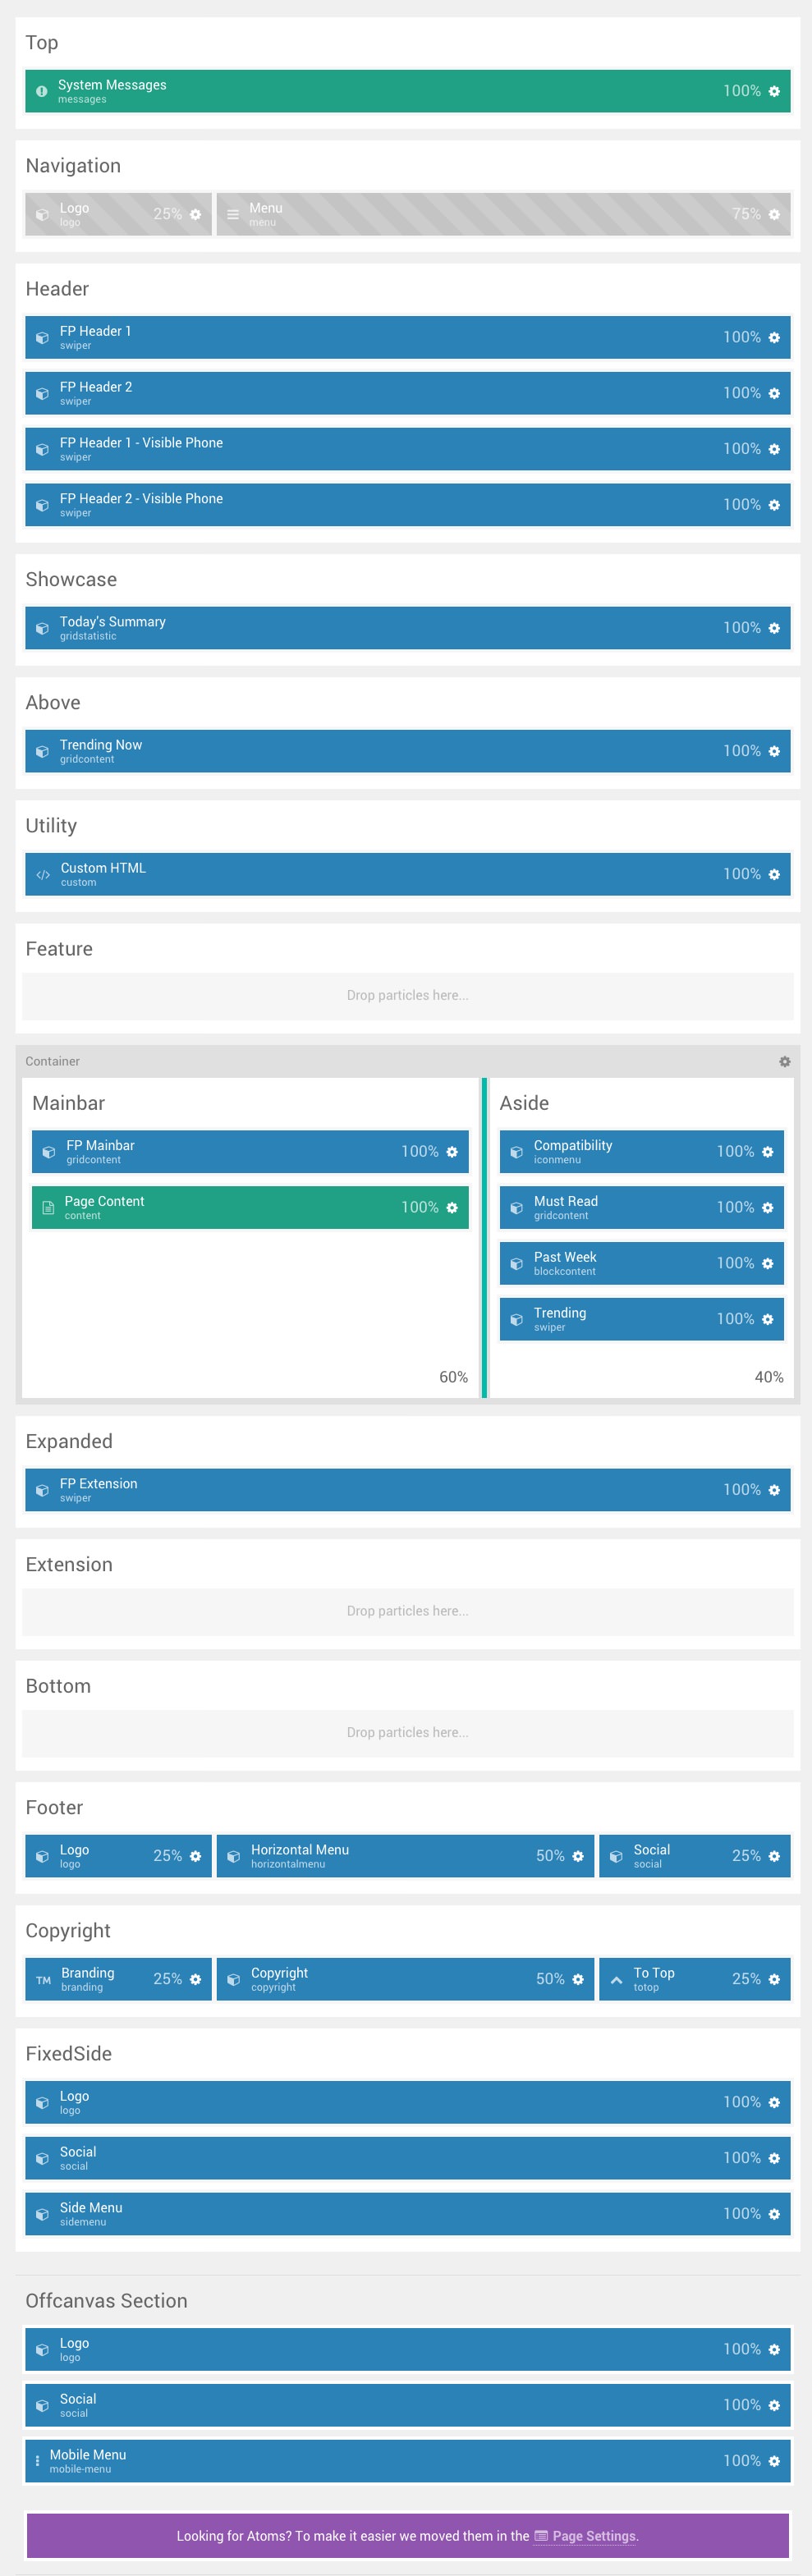 Top
System Messages
messages
100%
Navigation
Logo
logo
25%
Menu
menu
75%
Header
FP Header 1
swiper
100%
FP Header 2
swiper
100%
FP Header 1 - Visible Phone
swiper
100%
FP Header 2 - Visible Phone
swiper
100%
Showcase
Today's Summary
gridstatistic
100%
Above
Trending Now
gridcontent
100%
Utility
Custom HTML
custom
100%
Feature
Drop particles here...
Container
Mainbar
FP Mainbar
gridcontent
100%
Page Content
content
100%
60%
Aside
Compatibility
iconmenu
100%
Must Read
gridcontent
100%
Past Week
blockcontent
100%
Trending
swiper
100%
40%
Expanded
FP Extension
swiper
100%
Extension
Drop particles here...
Bottom
Drop particles here...
Footer
Logo
logo
25%
Horizontal Menu
horizontalmenu
50%
Social
social
25%
Copyright
TM
Branding
branding
25%
Copyright
copyright
50%
To Top
totop
25%
FixedSide
Logo
logo
100%
Social
social
100%
Side Menu
sidemenu
100%
Offcanvas Section
Logo
logo
100%
Social
social
100%
Mobile Menu
mobile-menu
100%
Looking for Atoms? To make it easier we moved them in the Page Settings.